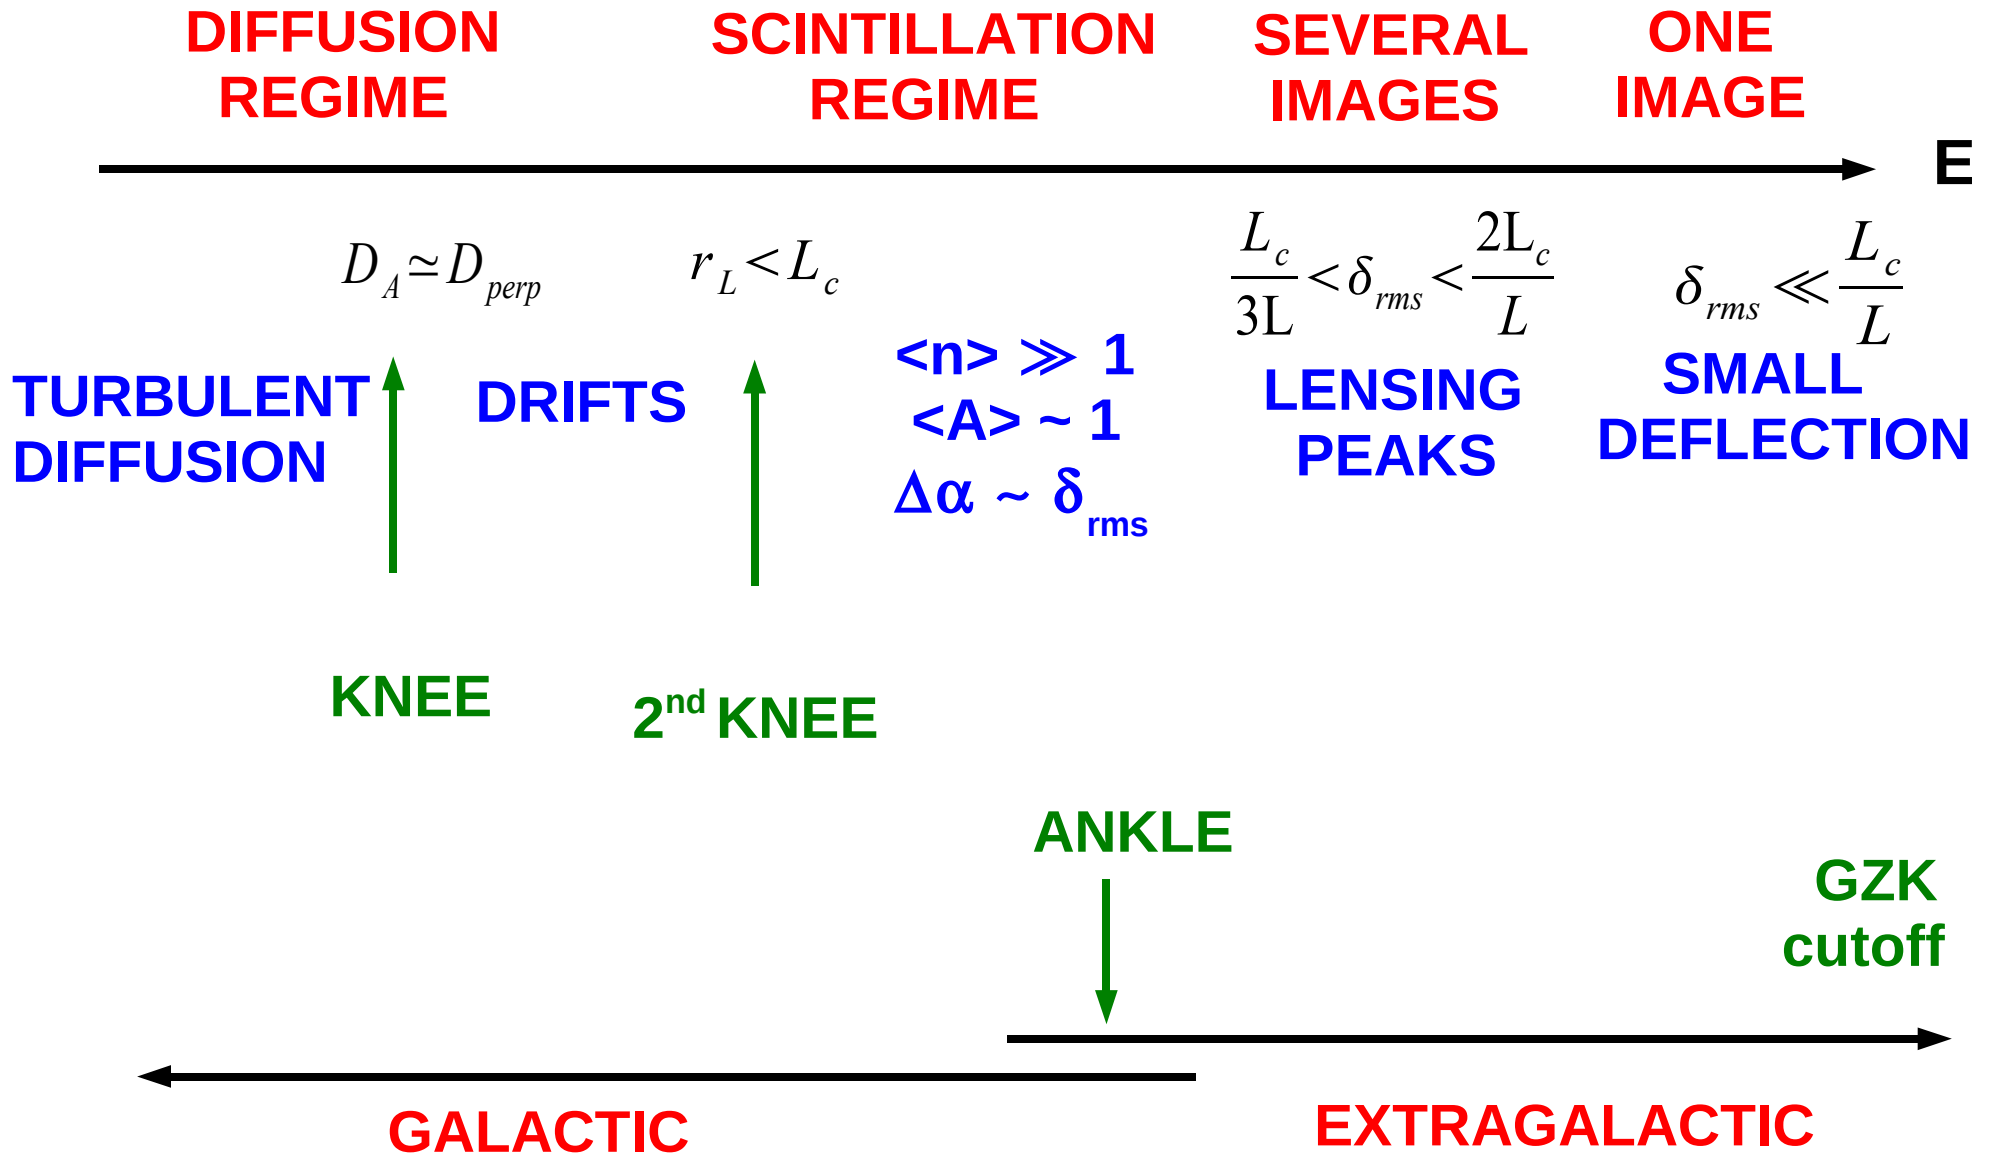 DIFFUSION
REGIME
SCINTILLATION
REGIME
SEVERAL
IMAGES
ONE
IMAGE
E
D_A ≃ D_perp
r_L < L_c
L_c/3L < δ_rms < 2L_c/L
δ_rms ≪ L_c/L
TURBULENT
DIFFUSION
DRIFTS
<n> ≫ 1
<A> ~ 1
Δα ~ δ_rms
LENSING
PEAKS
SMALL
DEFLECTION
KNEE
2nd KNEE
ANKLE
GZK
cutoff
GALACTIC
EXTRAGALACTIC